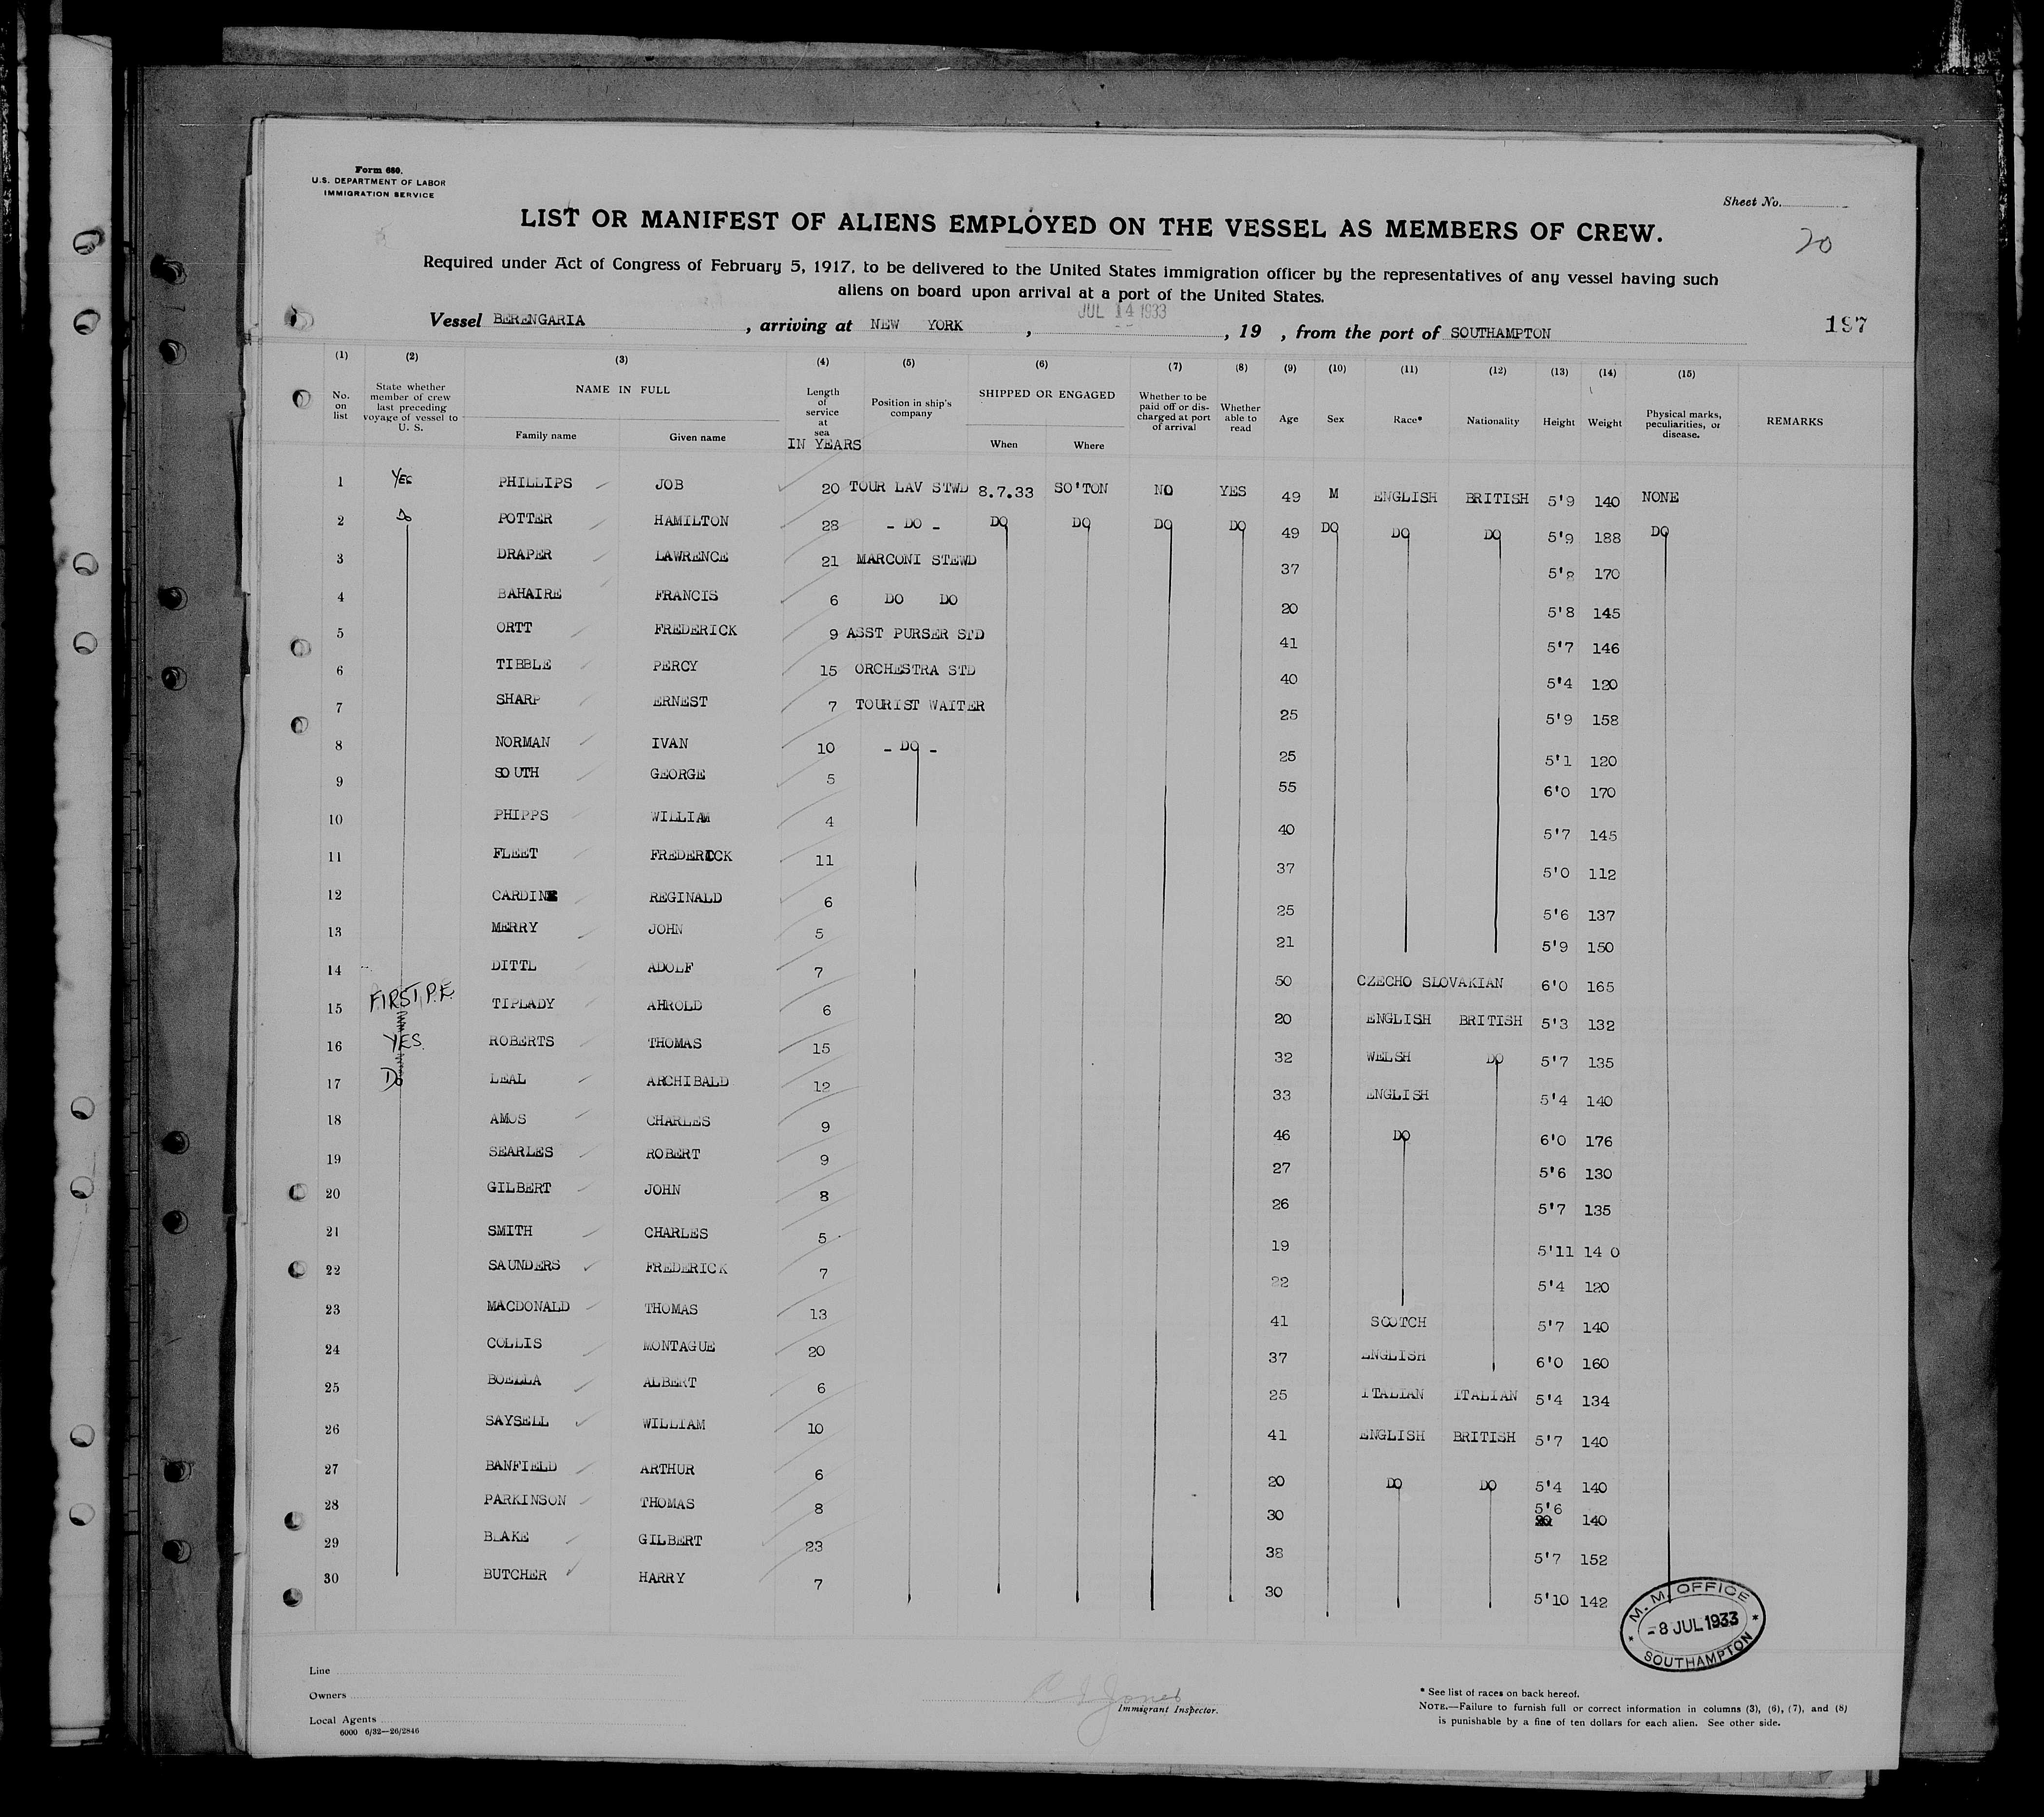 Form 680.
U.S. DEPARTMENT OF LABOR
IMMIGRATION SERVICE
Sheet No.
20
LIST OR MANIFEST OF ALIENS EMPLOYED ON THE VESSEL AS MEMBERS OF CREW.
Required under Act of Congress of February 5, 1917, to be delivered to the United States immigration officer by the representatives of any vessel having such
aliens on board upon arrival at a port of the United States.
Vessel BERENGARIA, arriving at NEW YORK, JUL 14 1933, 19 , from the port of SOUTHAMPTON
197
(1) (2) (3) (4) (5) (6) (7) (8) (9) (10) (11) (12) (13) (14) (15)
No. on list State whether member of crew last preceding voyage of vessel to U. S. NAME IN FULL Family name Given name Length of service at sea IN YEARS Position in ship's company SHIPPED OR ENGAGED When Where Whether to be paid off or discharged at port of arrival Whether able to read Age Sex Race* Nationality Height Weight Physical marks, peculiarities, or disease. REMARKS
1 YES PHILLIPS JOB 20 TOUR LAV STWD 8.7.33 SO'TON NO YES 49 M ENGLISH BRITISH 5'9 140 NONE
2 Do POTTER HAMILTON 28 - DO - DO DO DO DO 49 DO DO DO 5'9 188 DO
3 DRAPER LAWRENCE 21 MARCONI STEWD 37 5'8 170
4 BAHAIRE FRANCIS 6 DO DO 20 5'8 145
5 ORTT FREDERICK 9 ASST PURSER STD 41 5'7 146
6 TIBBLE PERCY 15 ORCHESTRA STD 40 5'4 120
7 SHARP ERNEST 7 TOURIST WAITER 25 5'9 158
8 NORMAN IVAN 10 - DO - 25 5'1 120
9 SOUTH GEORGE 5 55 6'0 170
10 PHIPPS WILLIAM 4 40 5'7 145
11 FLEET FREDERICK 11 37 5'0 112
12 CARDIN REGINALD 6 25 5'6 137
13 MERRY JOHN 5 21 5'9 150
14 DITTL ADOLF 7 50 CZECHO SLOVAKIAN 6'0 165
15 FIRST, P.E. TIPLADY AHROLD 6 20 ENGLISH BRITISH 5'3 132
16 YES. ROBERTS THOMAS 15 32 WELSH DO 5'7 135
17 Do LEAL ARCHIBALD 12 33 ENGLISH 5'4 140
18 AMOS CHARLES 9 46 DO 6'0 176
19 SEARLES ROBERT 9 27 5'6 130
20 GILBERT JOHN 8 26 5'7 135
21 SMITH CHARLES 5 19 5'11 14 0
22 SAUNDERS FREDERICK 7 22 5'4 120
23 MACDONALD THOMAS 13 41 SCOTCH 5'7 140
24 COLLIS MONTAGUE 20 37 ENGLISH 6'0 160
25 BOELLA ALBERT 6 25 ITALIAN ITALIAN 5'4 134
26 SAYSELL WILLIAM 10 41 ENGLISH BRITISH 5'7 140
27 BANFIELD ARTHUR 6 20 DO DO 5'4 140
28 PARKINSON THOMAS 8 30 5'6 140
29 BLAKE GILBERT 23 38 5'7 152
30 BUTCHER HARRY 7 30 5'10 142
M. M. OFFICE
-8 JUL 1933
SOUTHAMPTON
Line
Owners
Local Agents
6000 6/32—26/2846
Jones
Immigrant Inspector.
* See list of races on back hereof.
NOTE.—Failure to furnish full or correct information in columns (3), (6), (7), and (8)
is punishable by a fine of ten dollars for each alien. See other side.